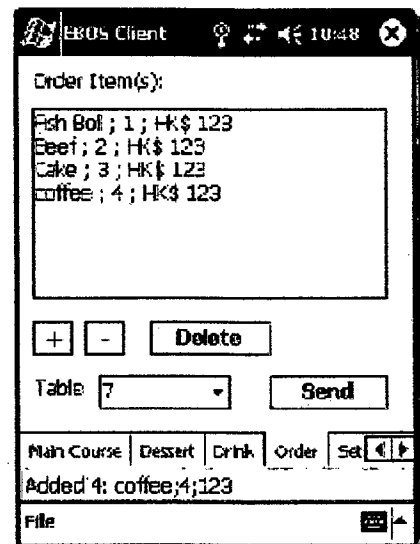 EBOS Client 10:48
Order Item(s):
Fish Boll ; 1 ; HK$ 123
Beef ; 2 ; HK$ 123
Cake ; 3 ; HK$ 123
coffee ; 4 ; HK$ 123
+ - Delete
Table 7 Send
Main Course Dessert Drink Order Set
Added 4: coffee;4;123
File